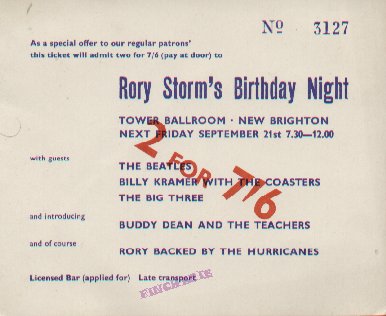 Nº 3127
As a special offer to our regular patrons'
this ticket will admit two for 7/6 (pay at door) to
Rory Storm's Birthday Night
TOWER BALLROOM · NEW BRIGHTON
NEXT FRIDAY SEPTEMBER 21st 7.30—12.00
2 FOR 7/6
with guests
THE BEATLES
BILLY KRAMER WITH THE COASTERS
THE BIG THREE
and introducing
BUDDY DEAN AND THE TEACHERS
and of course
RORY BACKED BY THE HURRICANES
Licensed Bar (applied for) Late transport